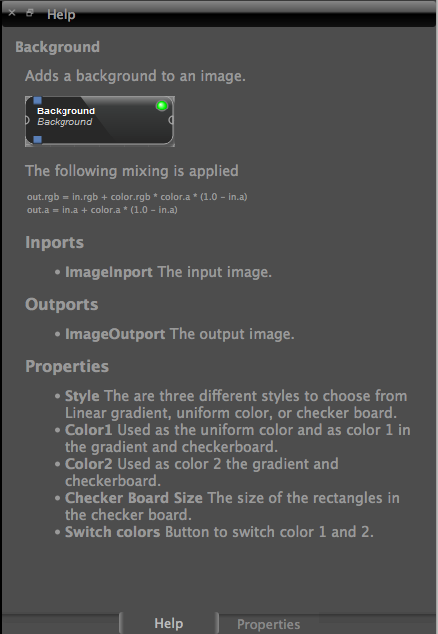 Help
Background
Adds a background to an image.
Background
Background
The following mixing is applied
out.rgb = in.rgb + color.rgb * color.a * (1.0 - in.a)
out.a = in.a + color.a * (1.0 - in.a)
Inports
• ImageInport The input image.
Outports
• ImageOutport The output image.
Properties
• Style The are three different styles to choose from
Linear gradient, uniform color, or checker board.
• Color1 Used as the uniform color and as color 1 in
the gradient and checkerboard.
• Color2 Used as color 2 the gradient and
checkerboard.
• Checker Board Size The size of the rectangles in
the checker board.
• Switch colors Button to switch color 1 and 2.
Help Properties